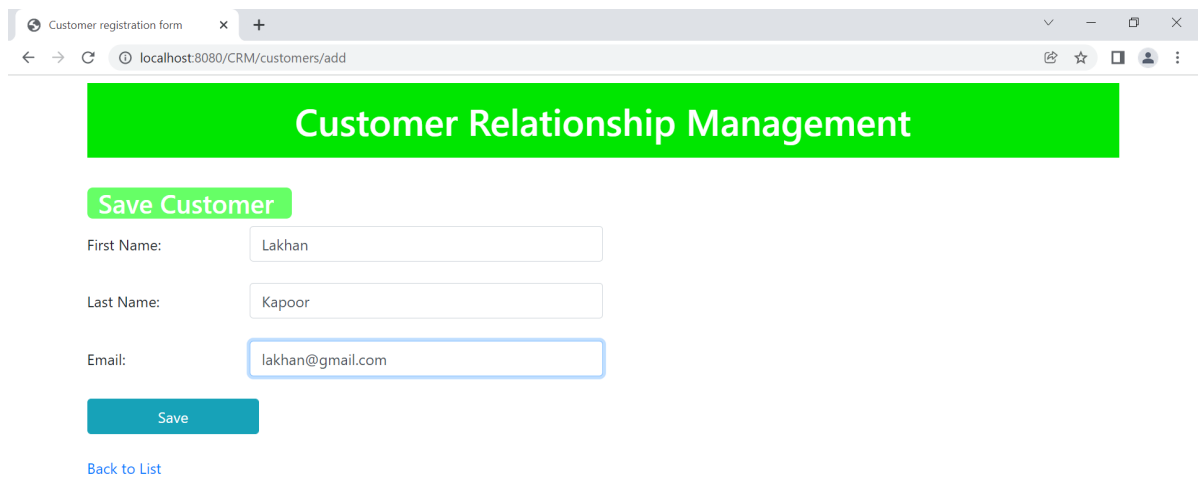 Customer registration form
localhost:8080/CRM/customers/add
Customer Relationship Management
Save Customer
First Name: Lakhan
Last Name: Kapoor
Email: lakhan@gmail.com
Save
Back to List